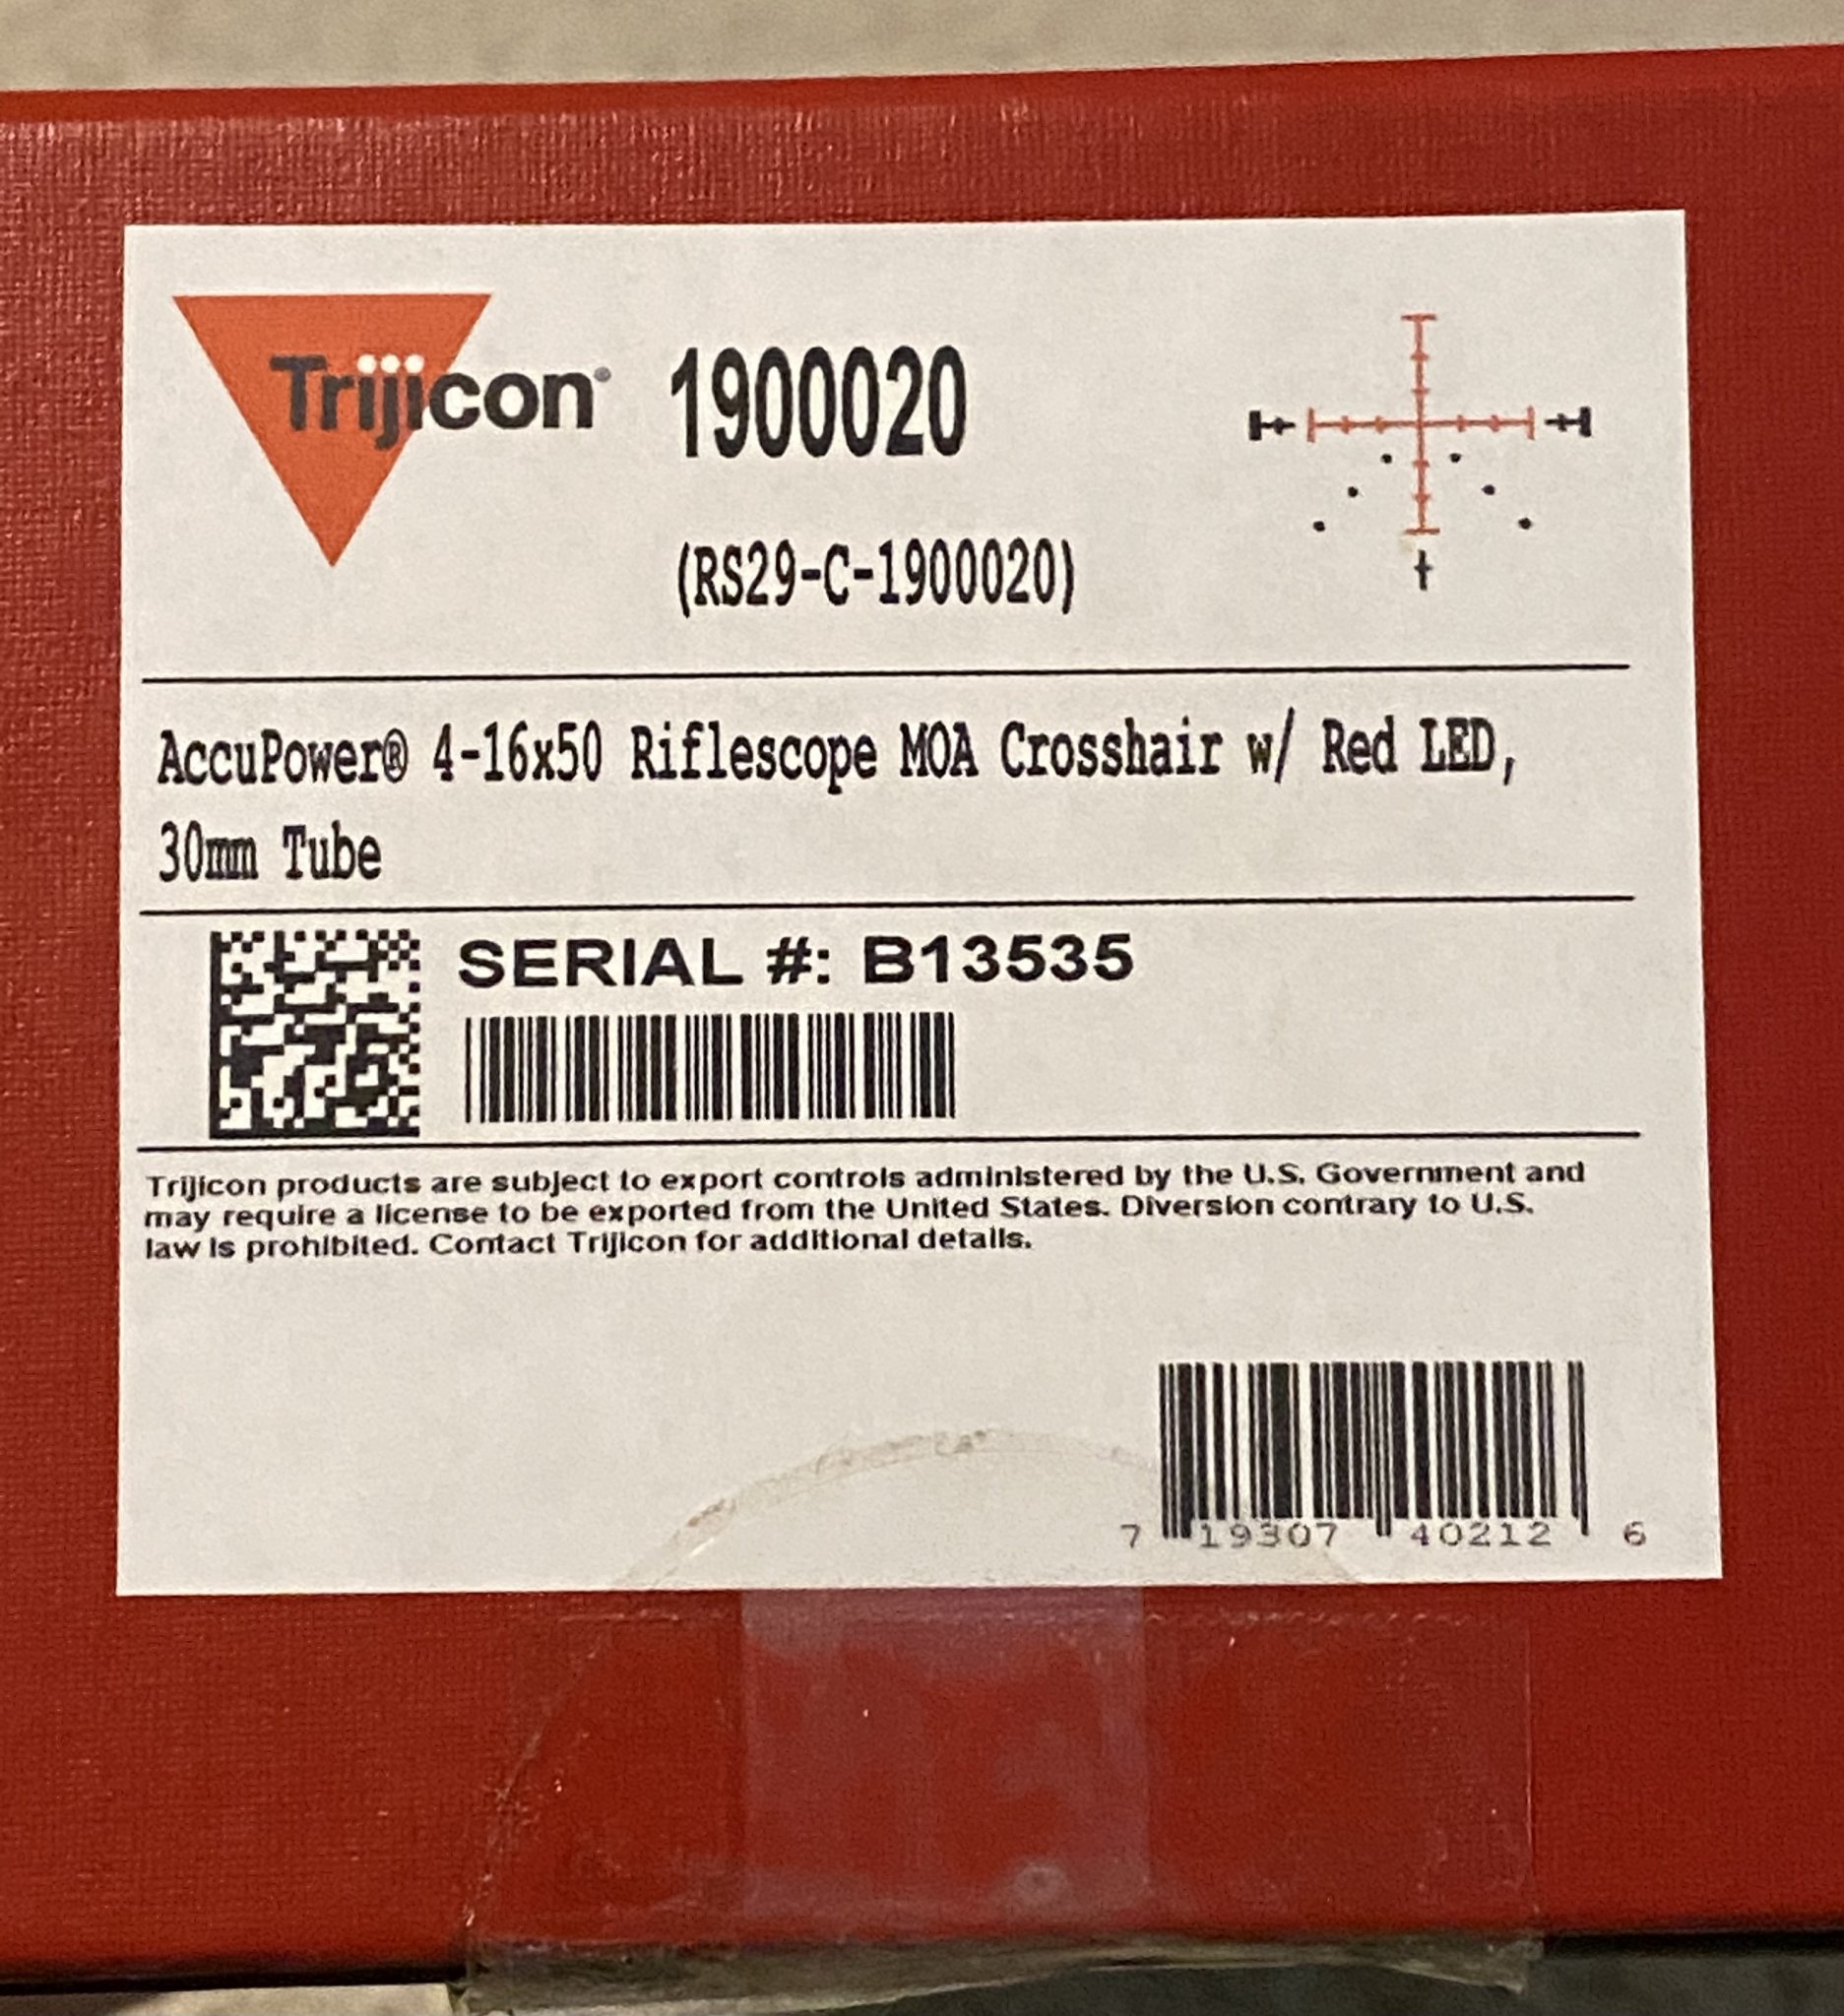 Trijicon® 1900020
(RS29-C-1900020)
AccuPower® 4-16x50 Riflescope MOA Crosshair w/ Red LED,
30mm Tube
SERIAL #: B13535
Trijicon products are subject to export controls administered by the U.S. Government and
may require a license to be exported from the United States. Diversion contrary to U.S.
law is prohibited. Contact Trijicon for additional details.
7 19307 40212 6